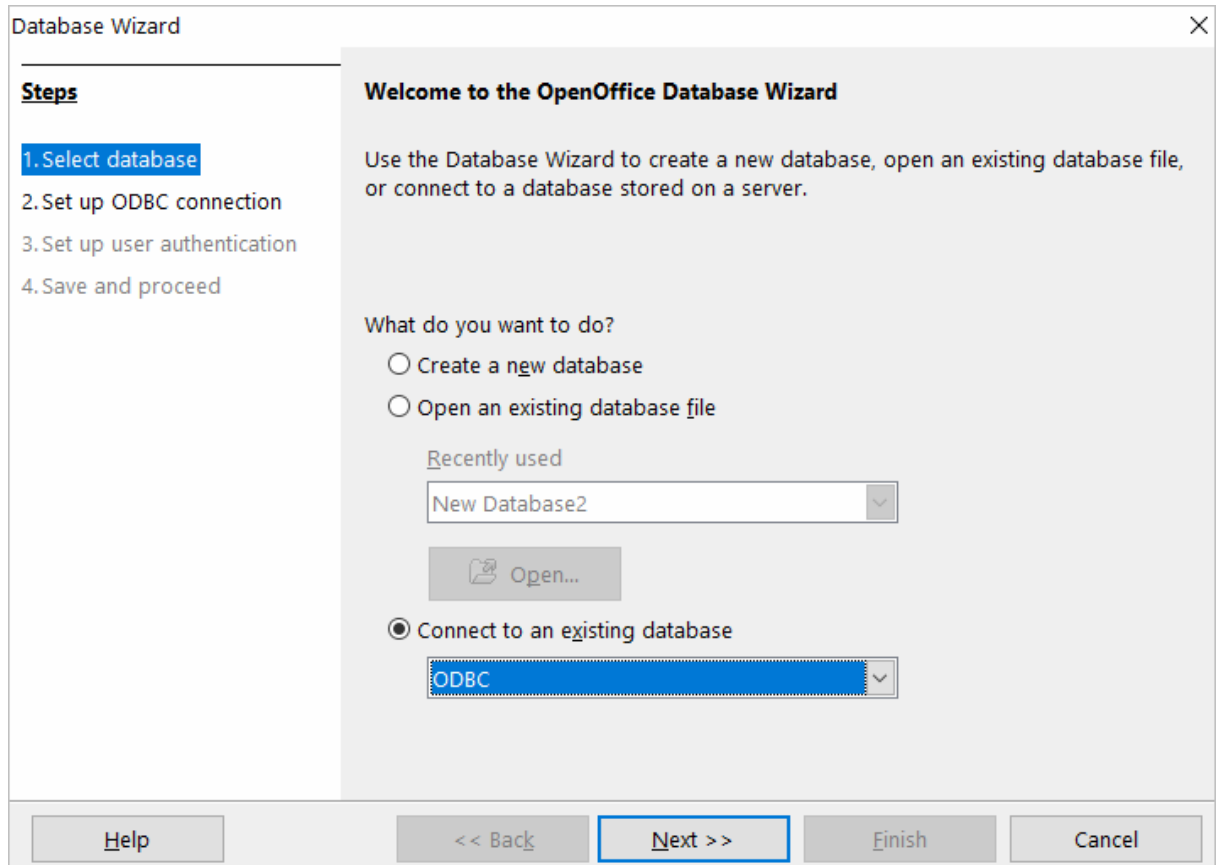 Database Wizard
Steps
1. Select database
2. Set up ODBC connection
3. Set up user authentication
4. Save and proceed
Welcome to the OpenOffice Database Wizard
Use the Database Wizard to create a new database, open an existing database file,
or connect to a database stored on a server.
What do you want to do?
Create a new database
Open an existing database file
Recently used
New Database2
Open...
Connect to an existing database
ODBC
Help
<< Back
Next >>
Finish
Cancel